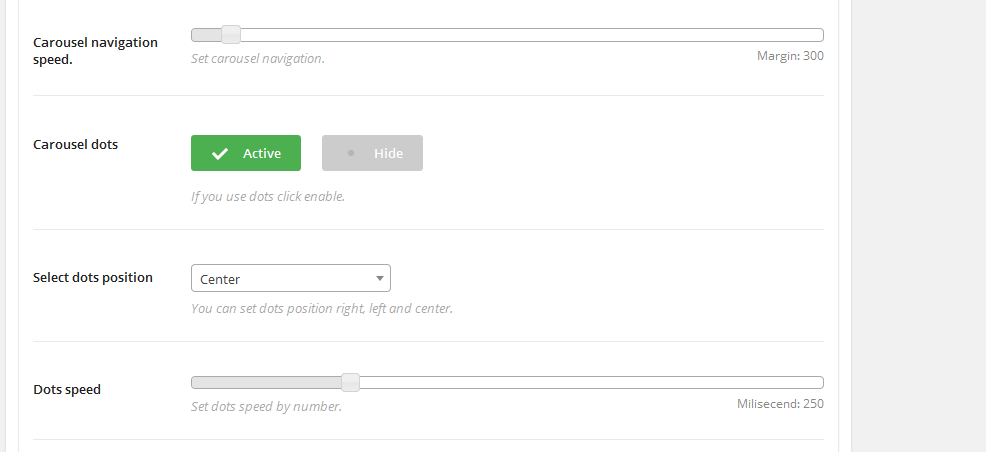 Carousel navigation
speed.
Set carousel navigation.
Margin: 300
Carousel dots
Active
Hide
If you use dots click enable.
Select dots position
Center
You can set dots position right, left and center.
Dots speed
Set dots speed by number.
Milisecend: 250